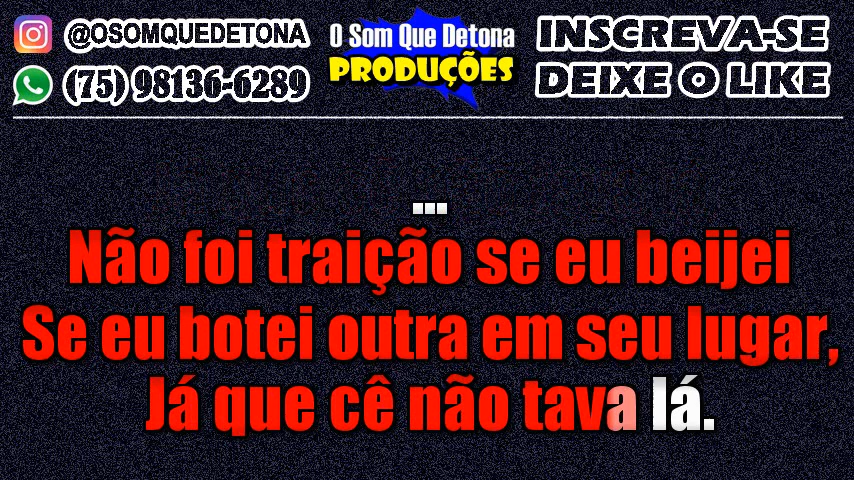 @OSOMQUEDETONA
(75) 98136-6289
O Som Que Detona
PRODUÇÕES
INSCREVA-SE
DEIXE O LIKE
...
Não foi traição se eu beijei
Se eu botei outra em seu lugar,
Já que cê não tava lá.